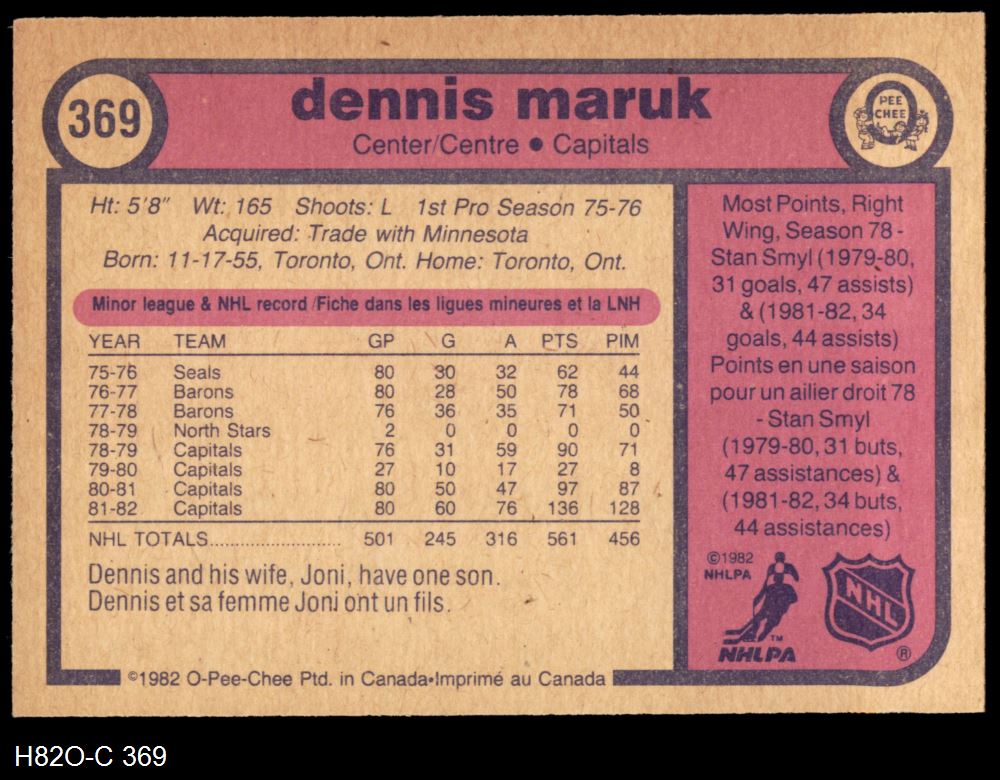 369
dennis maruk
Center/Centre • Capitals
PEE
CHEE
Ht: 5'8" Wt: 165 Shoots: L 1st Pro Season 75-76
Acquired: Trade with Minnesota
Born: 11-17-55, Toronto, Ont. Home: Toronto, Ont.
Minor league & NHL record /Fiche dans les ligues mineures et la LNH
YEAR TEAM GP G A PTS PIM
75-76 Seals 80 30 32 62 44
76-77 Barons 80 28 50 78 68
77-78 Barons 76 36 35 71 50
78-79 North Stars 2 0 0 0 0
78-79 Capitals 76 31 59 90 71
79-80 Capitals 27 10 17 27 8
80-81 Capitals 80 50 47 97 87
81-82 Capitals 80 60 76 136 128
NHL TOTALS........................ 501 245 316 561 456
Dennis and his wife, Joni, have one son.
Dennis et sa femme Joni ont un fils.
Most Points, Right
Wing, Season 78 -
Stan Smyl (1979-80,
31 goals, 47 assists)
& (1981-82, 34
goals, 44 assists)
Points en une saison
pour un ailier droit 78
- Stan Smyl
(1979-80, 31 buts,
47 assistances) &
(1981-82, 34 buts,
44 assistances)
©1982
NHLPA
TM
NHLPA
NHL
®
©1982 O-Pee-Chee Ptd. in Canada•Imprimé au Canada
H82O-C 369